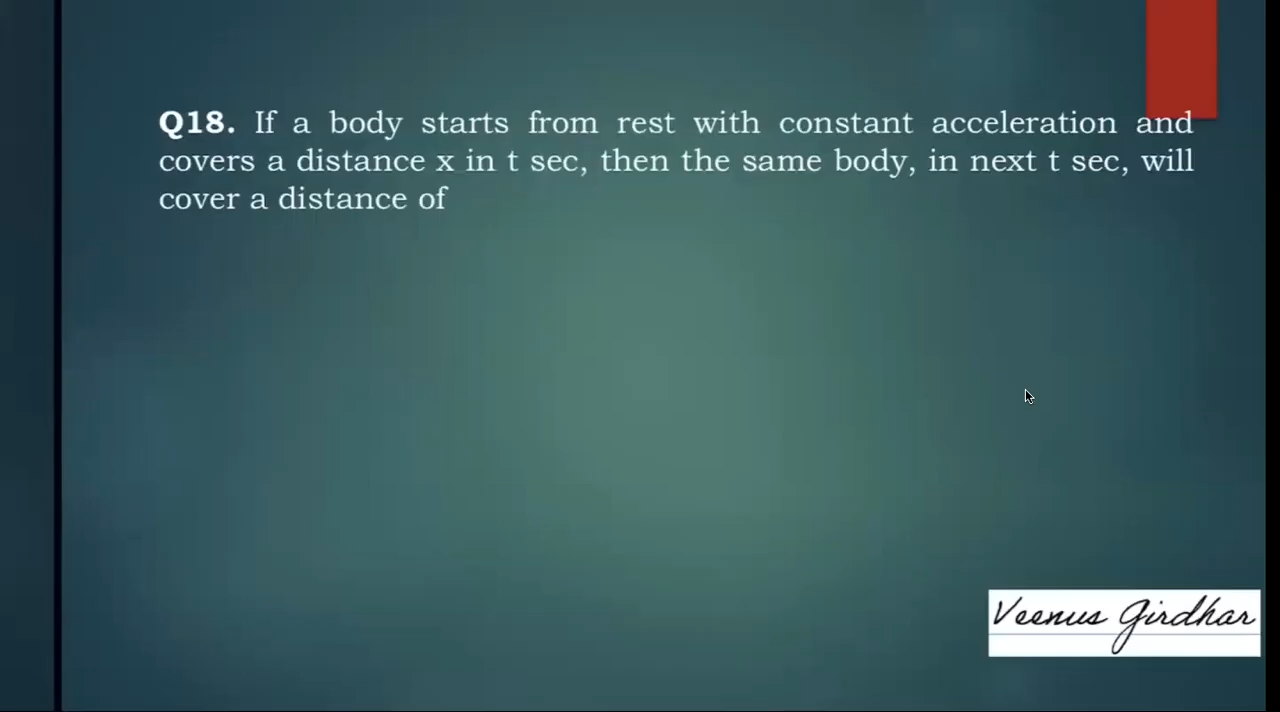 Q18. If a body starts from rest with constant acceleration and
covers a distance x in t sec, then the same body, in next t sec, will
cover a distance of
Veenus Girdhar